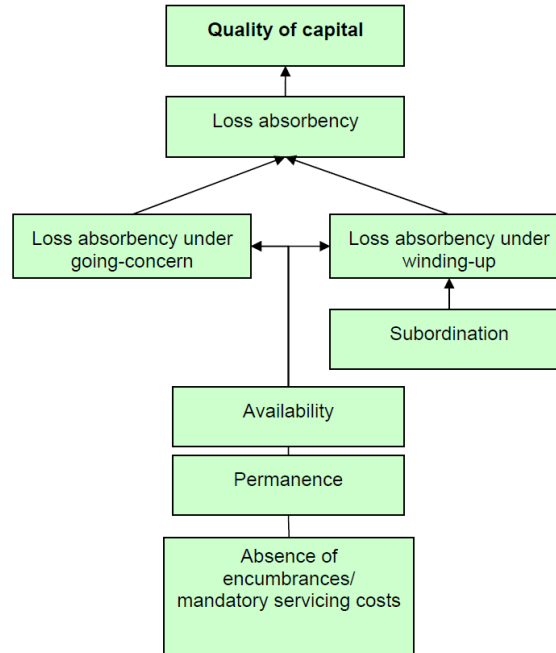 Quality of capital
Loss absorbency
Loss absorbency under
going-concern
Loss absorbency under
winding-up
Subordination
Availability
Permanence
Absence of
encumbrances/
mandatory servicing costs